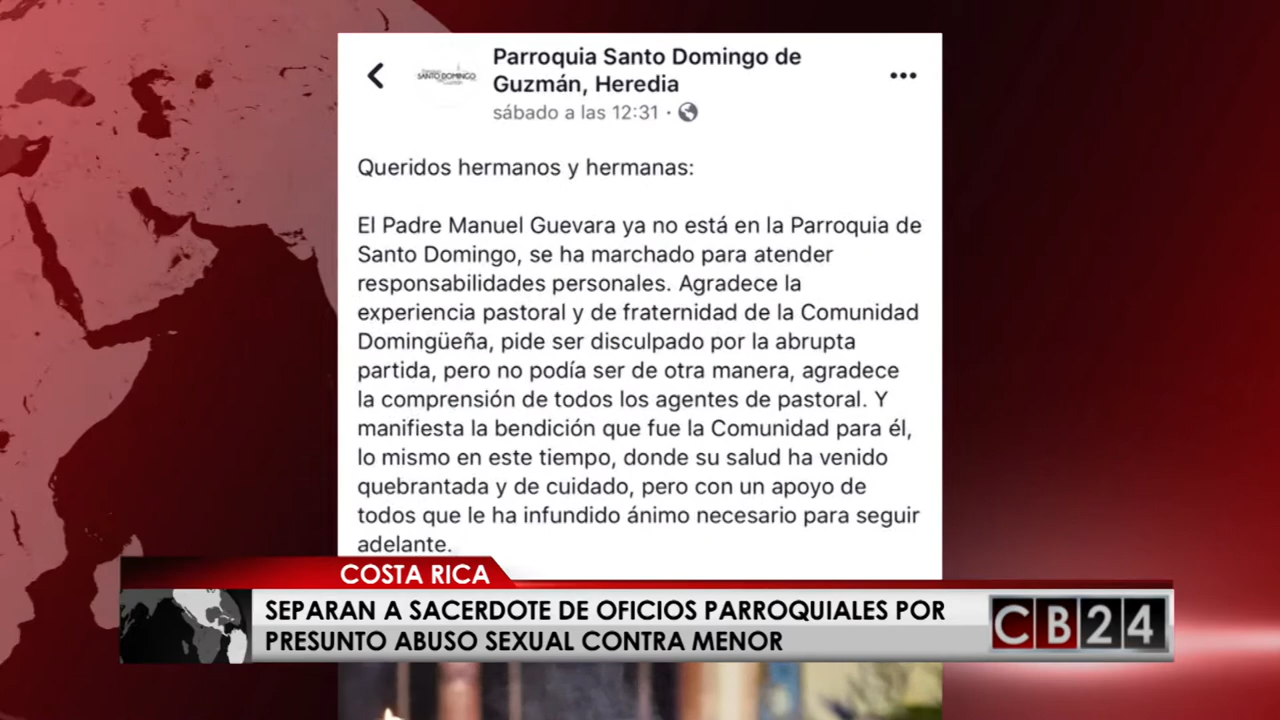 Parroquia Santo Domingo de
Guzmán, Heredia
SANTO DOMINGO
sábado a las 12:31 ·
Queridos hermanos y hermanas:
El Padre Manuel Guevara ya no está en la Parroquia de
Santo Domingo, se ha marchado para atender
responsabilidades personales. Agradece la
experiencia pastoral y de fraternidad de la Comunidad
Domingüeña, pide ser disculpado por la abrupta
partida, pero no podía ser de otra manera, agradece
la comprensión de todos los agentes de pastoral. Y
manifiesta la bendición que fue la Comunidad para él,
lo mismo en este tiempo, donde su salud ha venido
quebrantada y de cuidado, pero con un apoyo de
todos que le ha infundido ánimo necesario para seguir
adelante.
COSTA RICA
SEPARAN A SACERDOTE DE OFICIOS PARROQUIALES POR
PRESUNTO ABUSO SEXUAL CONTRA MENOR
CB24